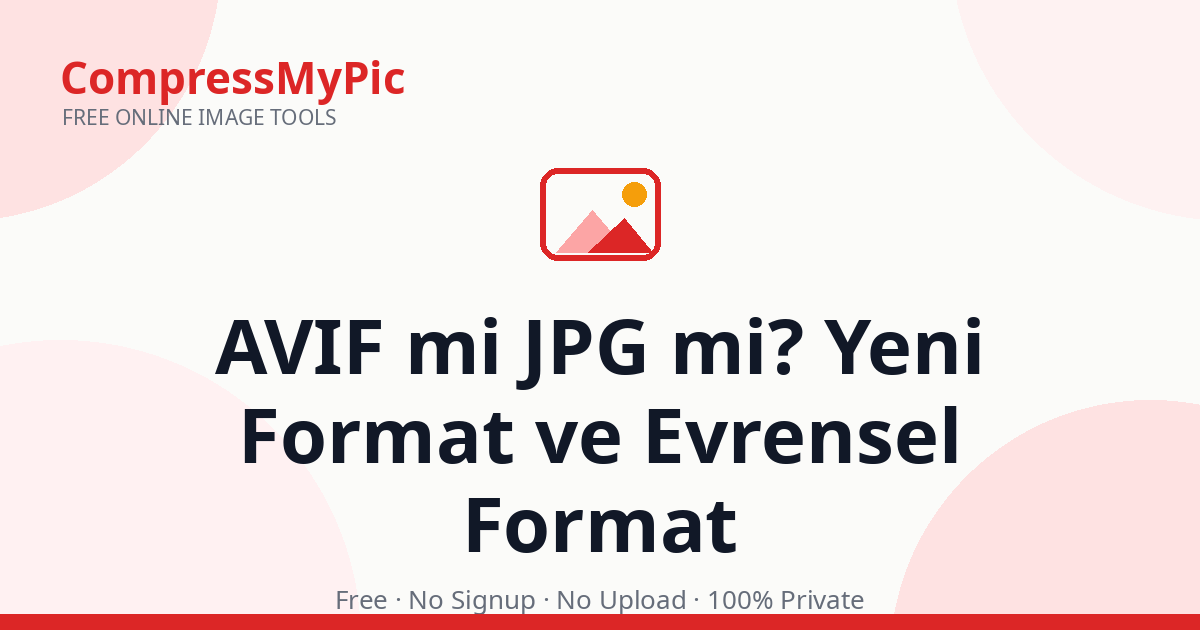 CompressMyPic
FREE ONLINE IMAGE TOOLS
AVIF mi JPG mi? Yeni
Format ve Evrensel
Format
Free · No Signup · No Upload · 100% Private